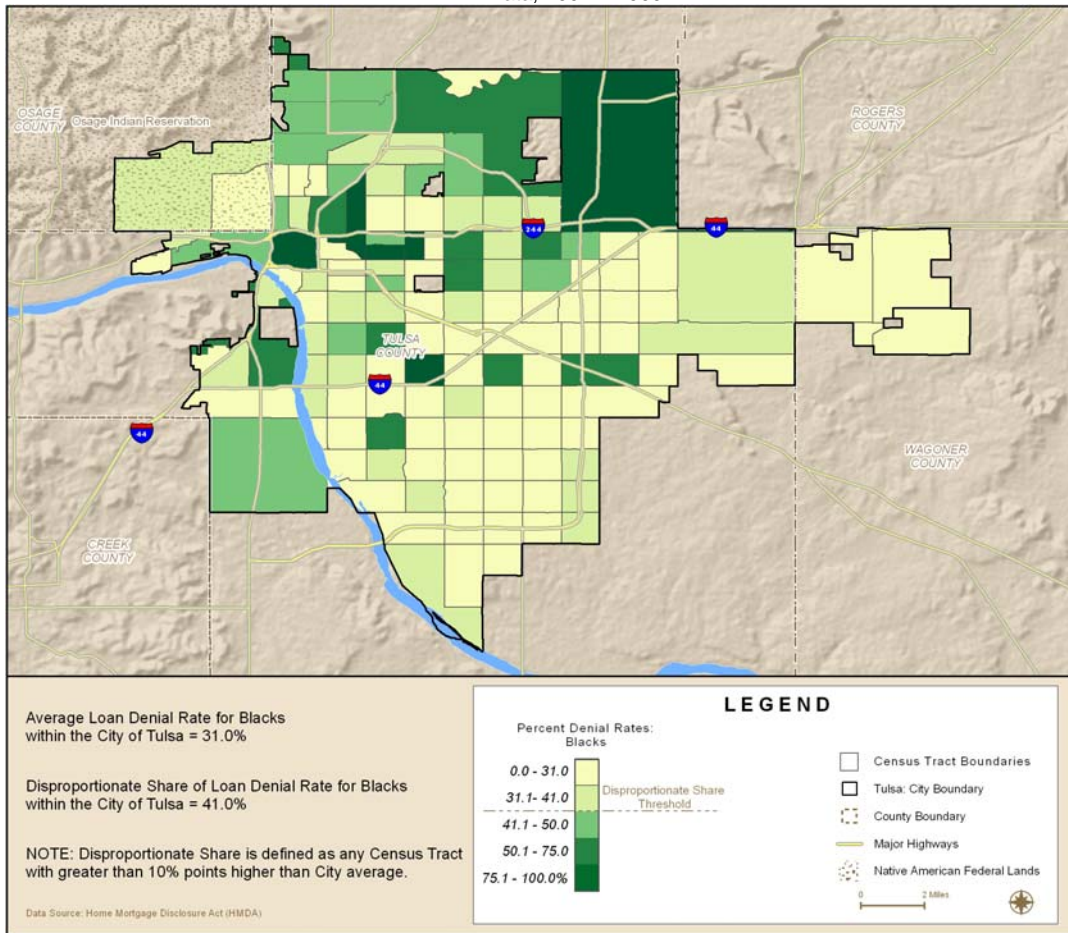 OSAGE
COUNTY
Osage Indian Reservation
ROGERS
COUNTY
244
44
TULSA
COUNTY
44
44
WAGONER
COUNTY
CREEK
COUNTY
Average Loan Denial Rate for Blacks
within the City of Tulsa = 31.0%
Disproportionate Share of Loan Denial Rate for Blacks
within the City of Tulsa = 41.0%
NOTE: Disproportionate Share is defined as any Census Tract
with greater than 10% points higher than City average.
Data Source: Home Mortgage Disclosure Act (HMDA)
LEGEND
Percent Denial Rates:
Blacks
0.0 - 31.0
31.1- 41.0
41.1 - 50.0
50.1 - 75.0
75.1 - 100.0%
Disproportionate Share
Threshold
Census Tract Boundaries
Tulsa: City Boundary
County Boundary
Major Highways
Native American Federal Lands
0 2 Miles